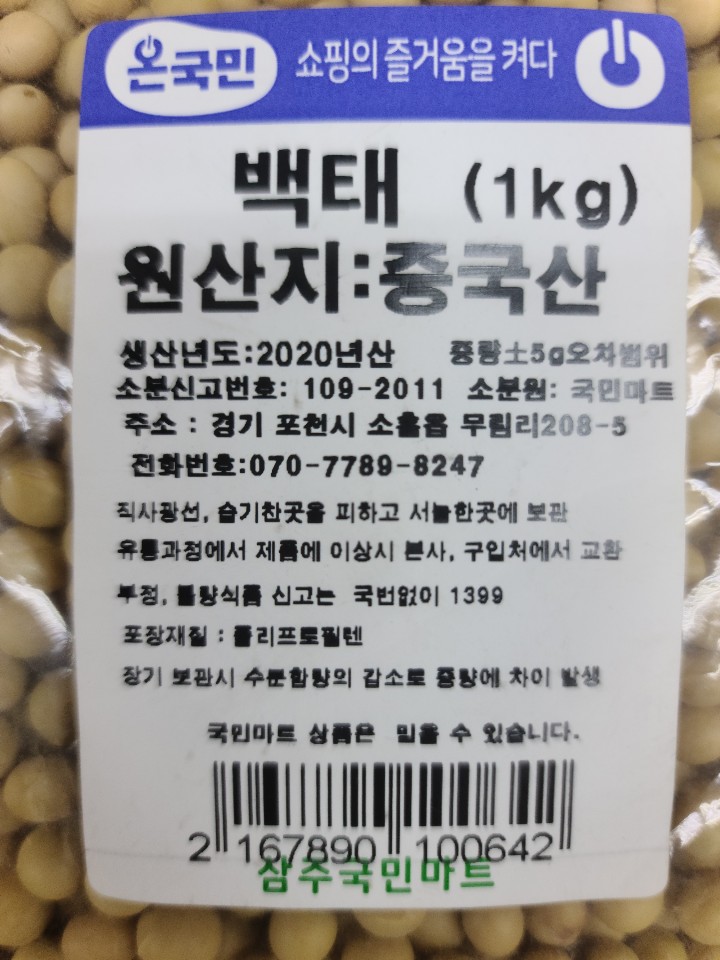 온국민 쇼핑의 즐거움을 켜다
백태 (1kg)
원산지:중국산
생산년도:2020년산 중량±5g오차범위
소분신고번호: 109-2011 소분원: 국민마트
주소 : 경기 포천시 소흘읍 무림리208-5
전화번호:070-7789-8247
직사광선, 습기찬곳을 피하고 서늘한곳에 보관
유통과정에서 제품에 이상시 본사, 구입처에서 교환
부정, 불량식품 신고는 국번없이 1399
포장재질 : 폴리프로필렌
장기 보관시 수분함량의 감소로 중량에 차이 발생
국민마트 상품은 믿을 수 있습니다.
2 167890 100642
삼주국민마트